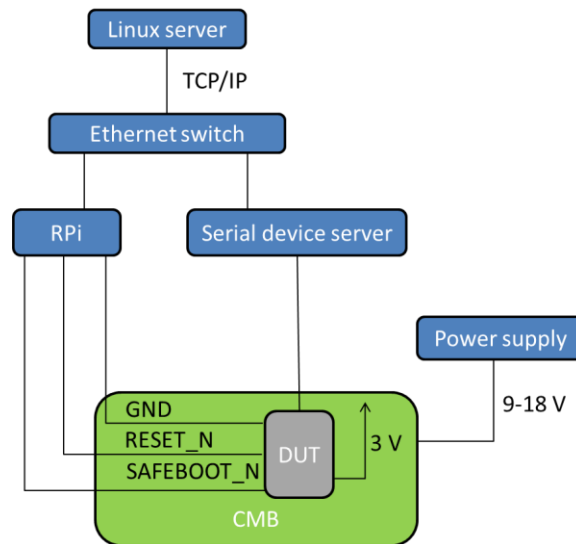 Linux server
TCP/IP
Ethernet switch
RPi
Serial device server
Power supply
9-18 V
GND
RESET_N
SAFEBOOT_N
DUT
3 V
CMB